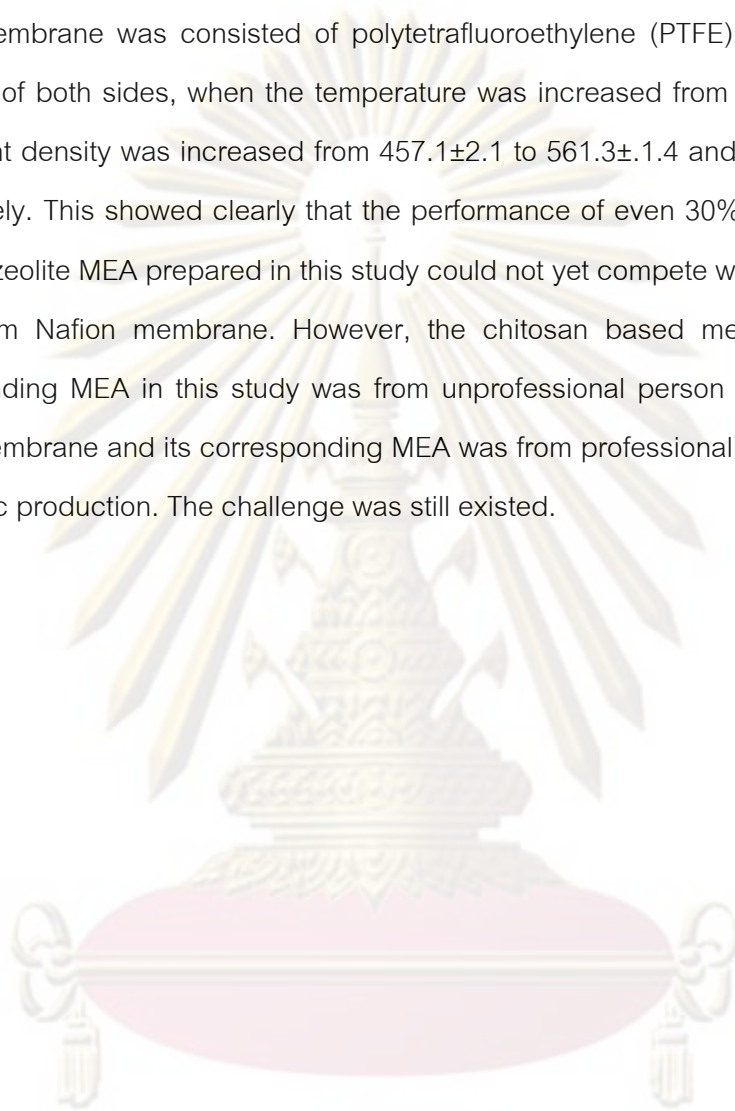 embrane was consisted of polytetrafluoroethylene (PTFE)
of both sides, when the temperature was increased from
nt density was increased from 457.1±2.1 to 561.3±.1.4 and
ely. This showed clearly that the performance of even 30%
zeolite MEA prepared in this study could not yet compete w
m Nafion membrane. However, the chitosan based me
ding MEA in this study was from unprofessional person
embrane and its corresponding MEA was from professional
c production. The challenge was still existed.